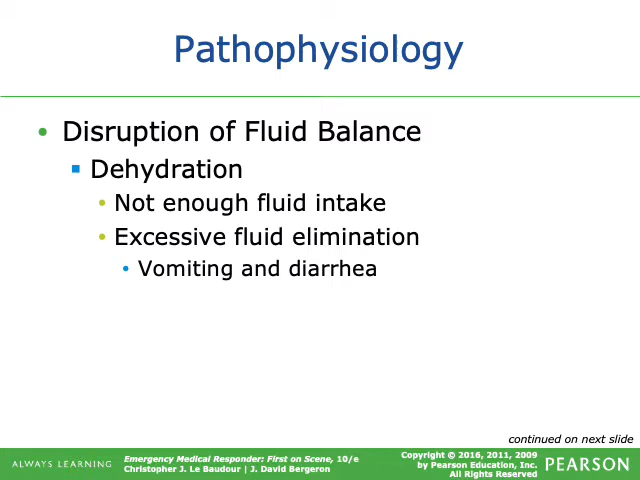 Pathophysiology
• Disruption of Fluid Balance
▪ Dehydration
• Not enough fluid intake
• Excessive fluid elimination
• Vomiting and diarrhea
continued on next slide
ALWAYS LEARNING
Emergency Medical Responder: First on Scene, 10/e
Christopher J. Le Baudour | J. David Bergeron
Copyright © 2016, 2011, 2009
by Pearson Education, Inc.
All Rights Reserved
PEARSON